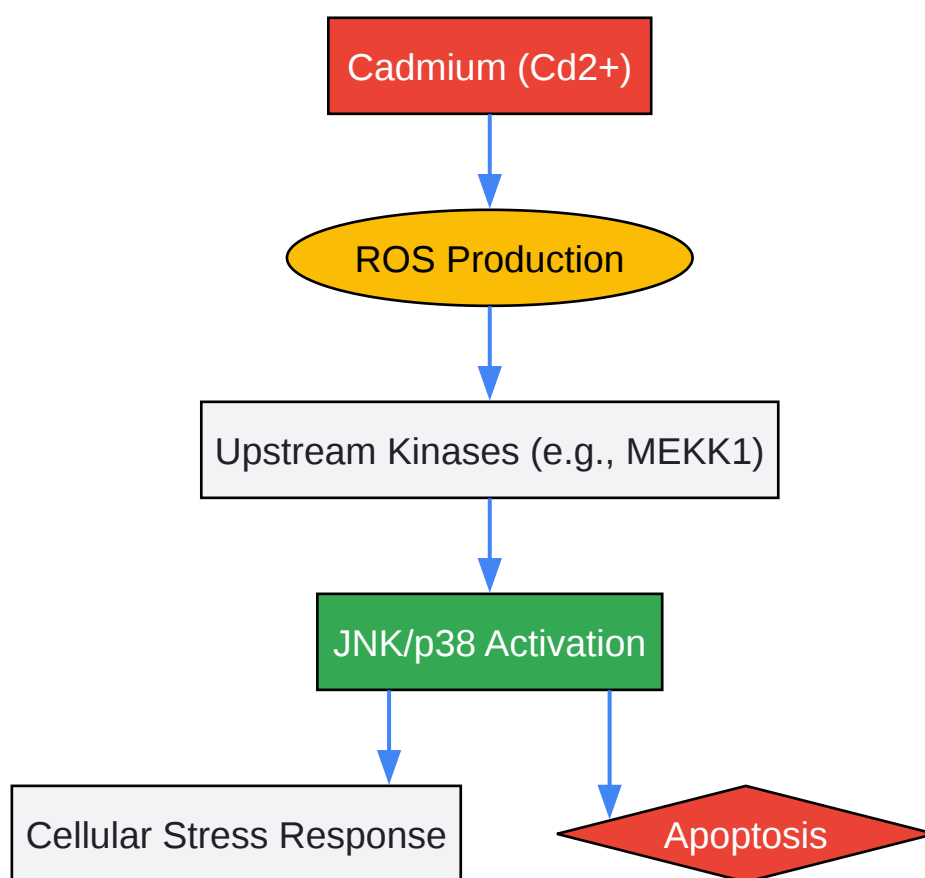 Cadmium (Cd2+)
ROS Production
Upstream Kinases (e.g., MEKK1)
JNK/p38 Activation
Cellular Stress Response
Apoptosis